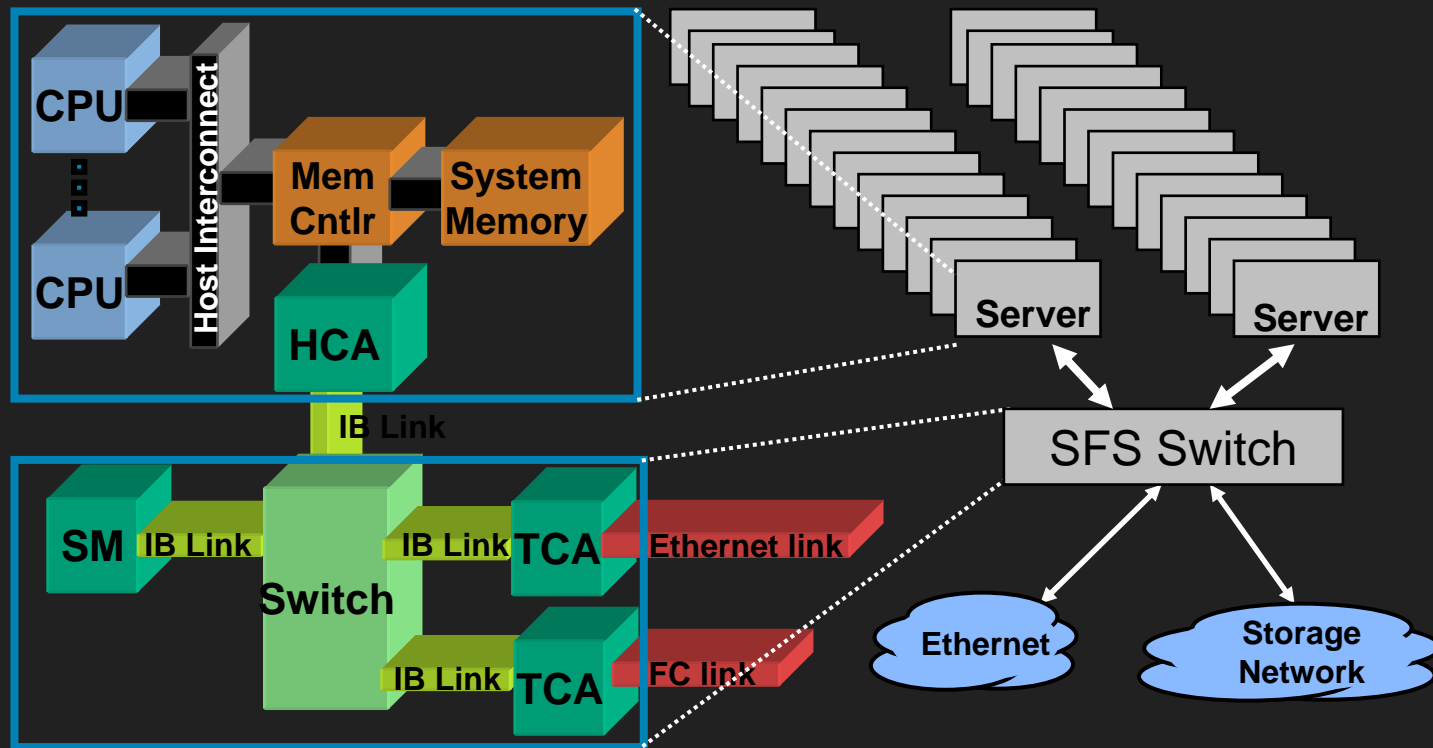 CPU
Host Interconnect
CPU
Mem
Cntlr
System
Memory
HCA
IB Link
SM
IB Link
Switch
IB Link
TCA
Ethernet link
IB Link
TCA
FC link
Server
Server
SFS Switch
Ethernet
Storage
Network